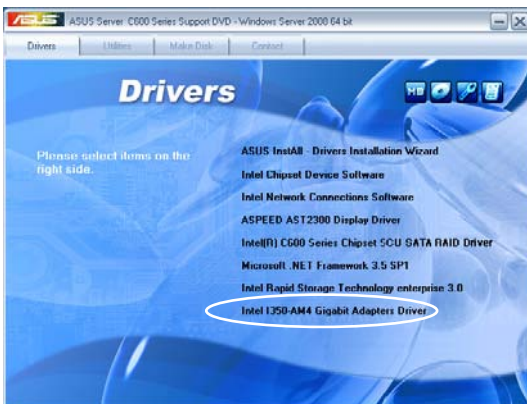 ASUS ASUS Server C600 Series Support DVD - Windows Server 2008 64 bit
Drivers Utilities Make Disk Contact
Drivers
MB
Please select items on the right side.
ASUS InstAll - Drivers Installation Wizard
Intel Chipset Device Software
Intel Network Connections Software
ASPEED AST2300 Display Driver
Intel(R) C600 Series Chipset SCU SATA RAID Driver
Microsoft .NET Framework 3.5 SP1
Intel Rapid Storage Technology enterprise 3.0
Intel I350-AM4 Gigabit Adapters Driver